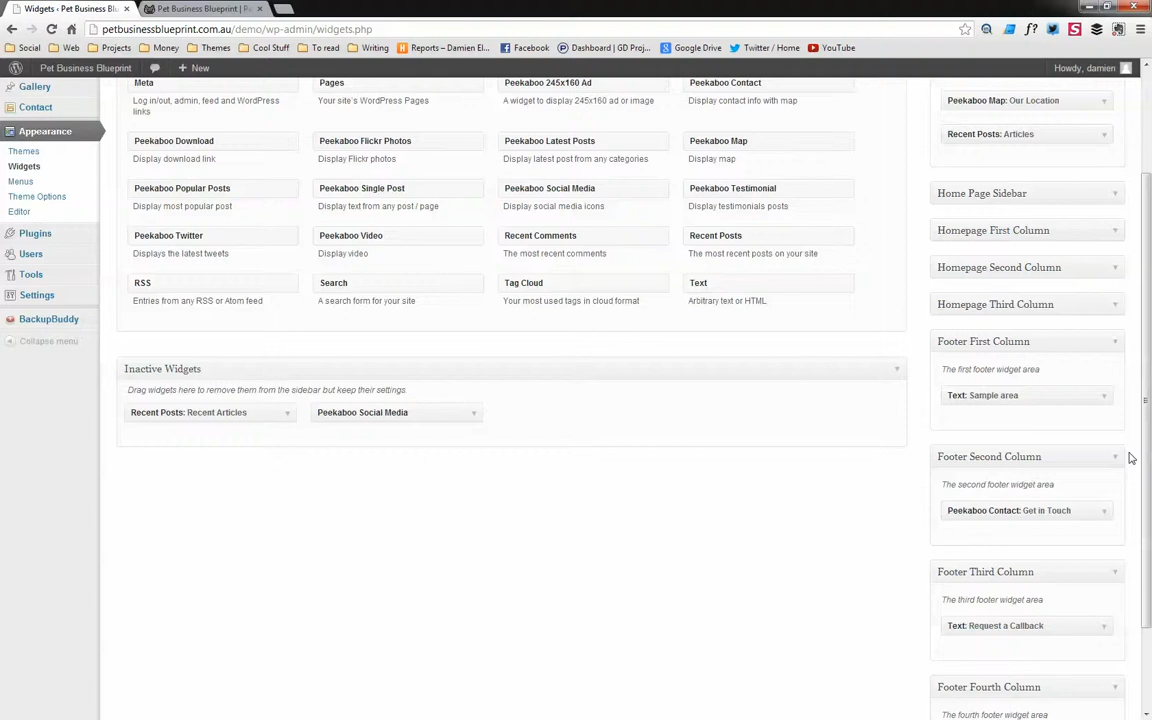 Widgets ‹ Pet Business Blu
Pet Business Blueprint | P
petbusinessblueprint.com.au/demo/wp-admin/widgets.php
Social
Web
Projects
Money
Themes
Cool Stuff
To read
Writing
Reports – Damien El...
Facebook
Dashboard | GD Proj...
Google Drive
Twitter / Home
YouTube
Pet Business Blueprint
New
Howdy, damien
Gallery
Contact
Appearance
Themes
Widgets
Menus
Theme Options
Editor
Plugins
Users
Tools
Settings
BackupBuddy
Collapse menu
Meta
Pages
Peekaboo 245x160 Ad
Peekaboo Contact
Log in/out, admin, feed and WordPress
links
Your site's WordPress Pages
A widget to display 245x160 ad or image
Display contact info with map
Peekaboo Download
Peekaboo Flickr Photos
Peekaboo Latest Posts
Peekaboo Map
Display download link
Display Flickr photos
Display latest post from any categories
Display map
Peekaboo Popular Posts
Peekaboo Single Post
Peekaboo Social Media
Peekaboo Testimonial
Display most popular post
Display text from any post / page
Display social media icons
Display testimonials posts
Peekaboo Twitter
Peekaboo Video
Recent Comments
Recent Posts
Displays the latest tweets
Display video
The most recent comments
The most recent posts on your site
RSS
Search
Tag Cloud
Text
Entries from any RSS or Atom feed
A search form for your site
Your most used tags in cloud format
Arbitrary text or HTML
Inactive Widgets
Drag widgets here to remove them from the sidebar but keep their settings.
Recent Posts: Recent Articles
Peekaboo Social Media
Peekaboo Map: Our Location
Recent Posts: Articles
Home Page Sidebar
Homepage First Column
Homepage Second Column
Homepage Third Column
Footer First Column
The first footer widget area
Text: Sample area
Footer Second Column
The second footer widget area
Peekaboo Contact: Get in Touch
Footer Third Column
The third footer widget area
Text: Request a Callback
Footer Fourth Column
The fourth footer widget area